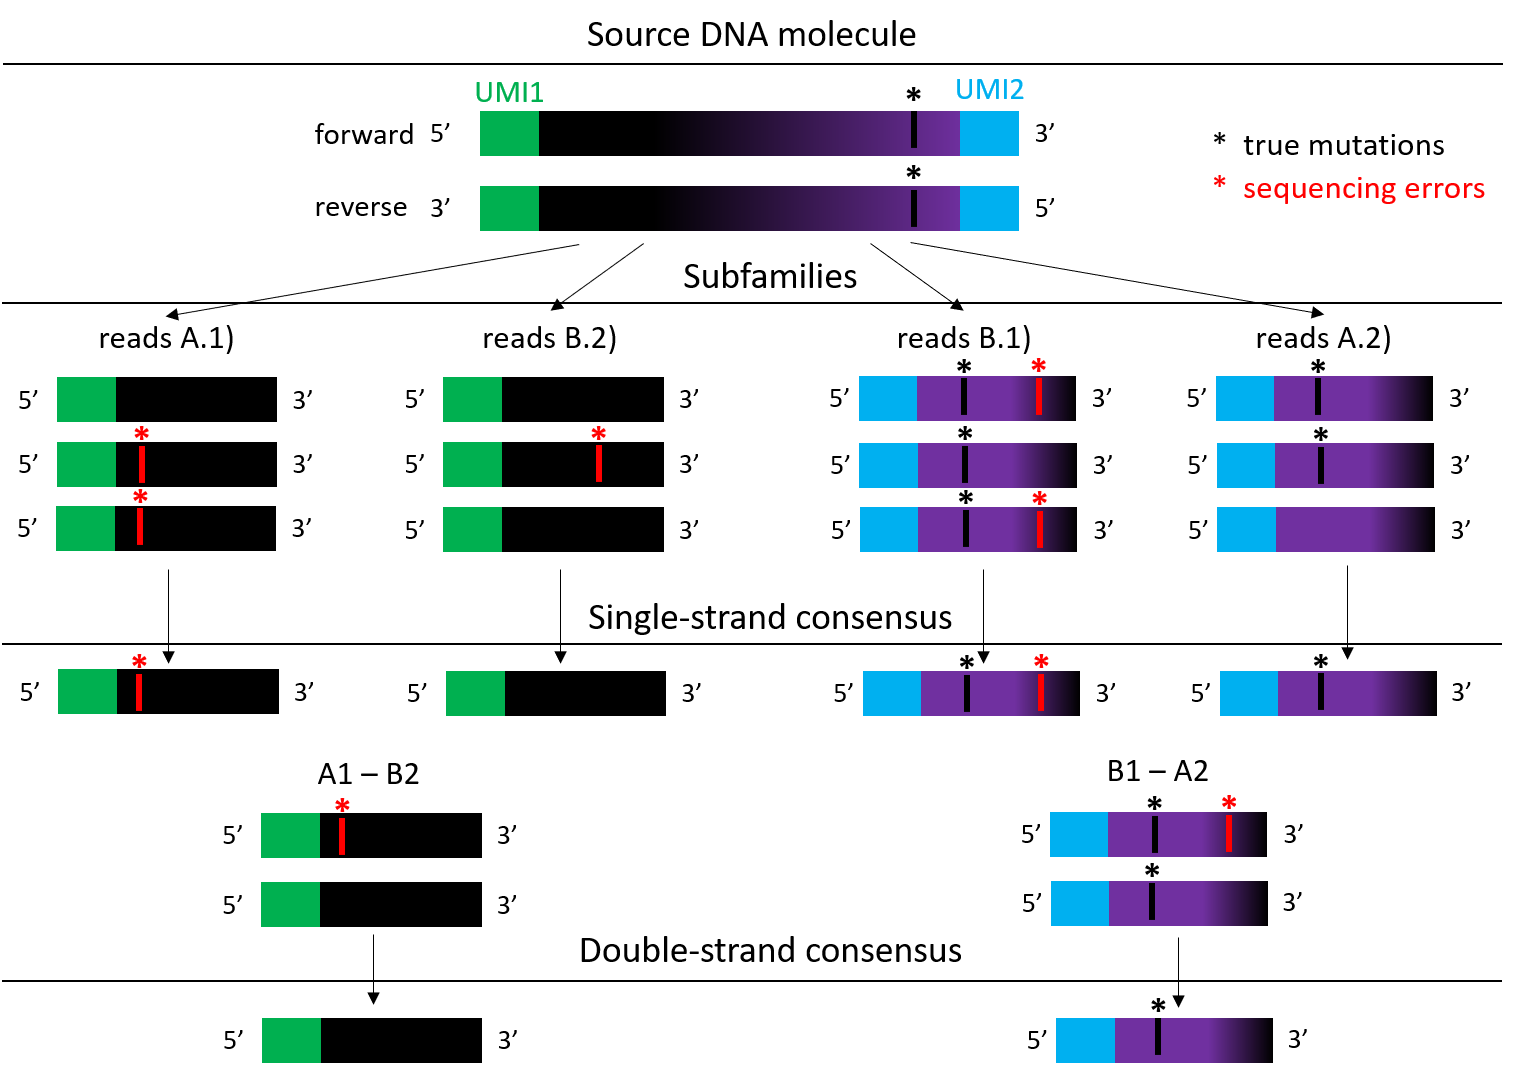 Source DNA molecule
UMI1
*
UMI2
forward 5’ 3’
* true mutations
*
* sequencing errors
reverse 3’ 5’
Subfamilies
reads A.1) reads B.2) reads B.1) reads A.2)
* * *
5’ 3’ 5’ 3’ 5’ 3’ 5’ 3’
* * * *
5’ 3’ 5’ 3’ 5’ 3’ 5’ 3’
* * *
5’ 3’ 5’ 3’ 5’ 3’ 5’ 3’
Single-strand consensus
* * * *
5’ 3’ 5’ 3’ 5’ 3’ 5’ 3’
A1 – B2 B1 – A2
* * *
5’ 3’ 5’ 3’
*
5’ 3’ 5’ 3’
Double-strand consensus
*
5’ 3’ 5’ 3’